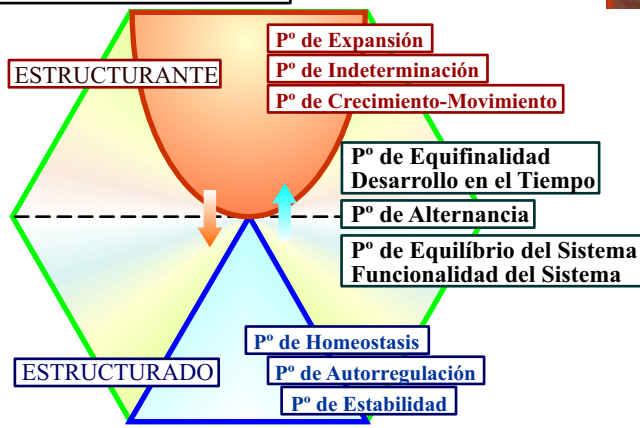 Pº de Expansión
ESTRUCTURANTE
Pº de Indeterminación
Pº de Crecimiento-Movimiento
Pº de Equifinalidad
Desarrollo en el Tiempo
Pº de Alternancia
Pº de Equilíbrio del Sistema
Funcionalidad del Sistema
Pº de Homeostasis
ESTRUCTURADO
Pº de Autorregulación
Pº de Estabilidad